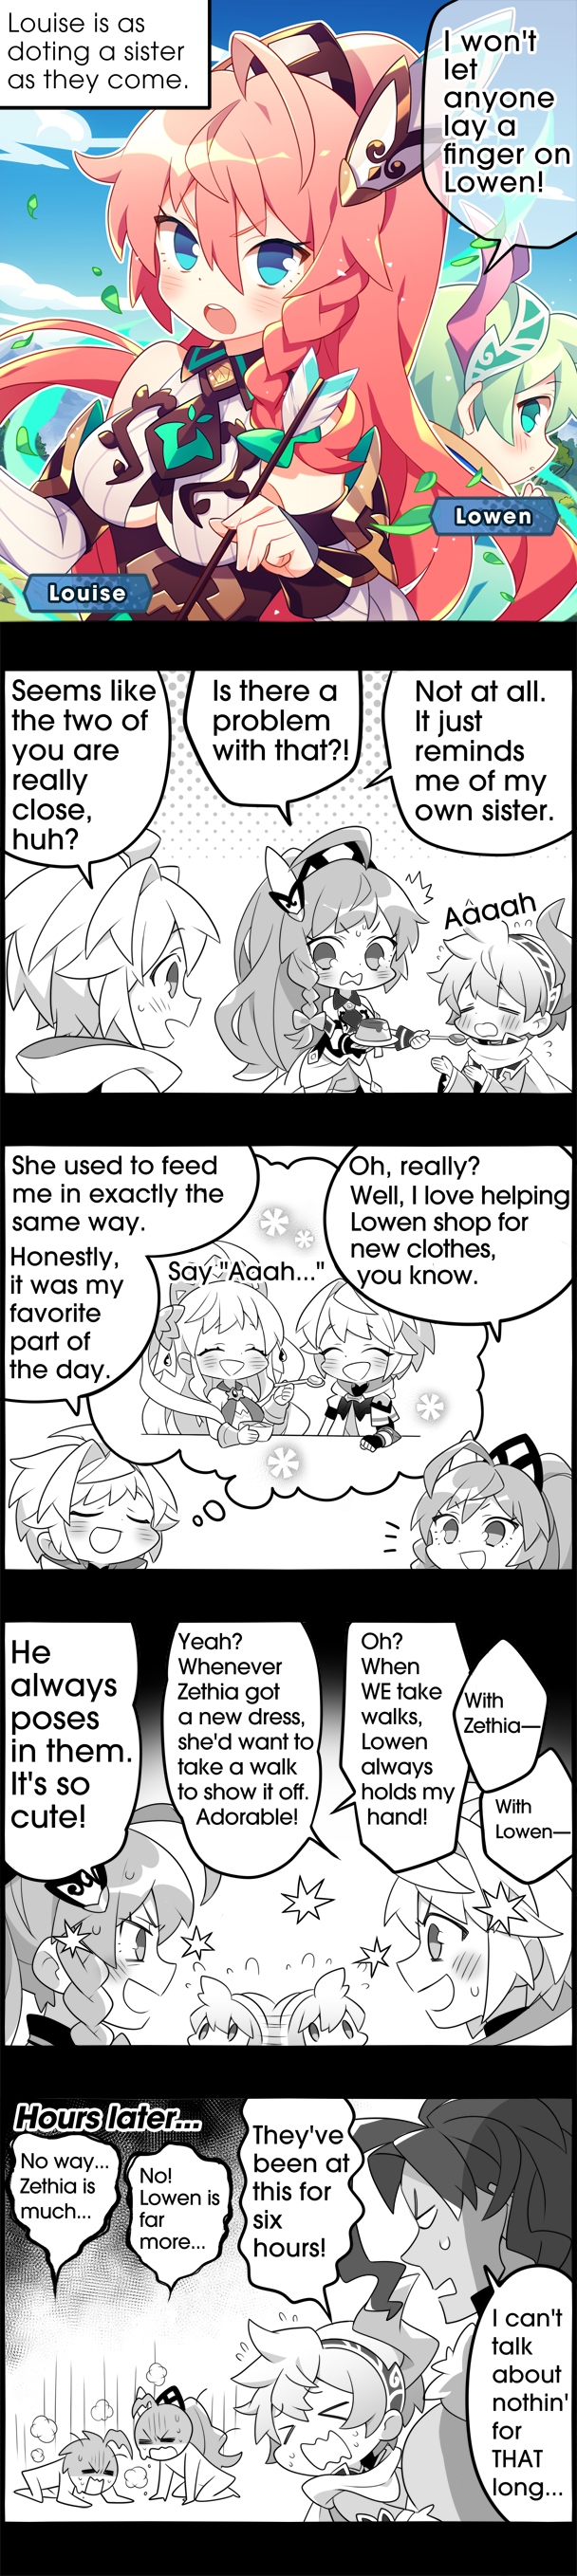 Louise is as
doting a sister
as they come.
I won't
let
anyone
lay a
finger on
Lowen!
Lowen
Louise
Seems like
the two of
you are
really
close,
huh?
Is there a
problem
with that?!
Not at all.
It just
reminds
me of my
own sister.
Aaaah
She used to feed
me in exactly the
same way.
Honestly,
it was my
favorite
part of
the day.
Say "Aaah..."
Oh, really?
Well, I love helping
Lowen shop for
new clothes,
you know.
He
always
poses
in them.
It's so
cute!
Yeah?
Whenever
Zethia got
a new dress,
she'd want to
take a walk
to show it off.
Adorable!
Oh?
When
WE take
walks,
Lowen
always
holds my
hand!
With
Zethia—
With
Lowen—
Hours later...
No way...
Zethia is
much...
No!
Lowen is
far
more...
They've
been at
this for
six
hours!
I can't
talk
about
nothin'
for
THAT
long...